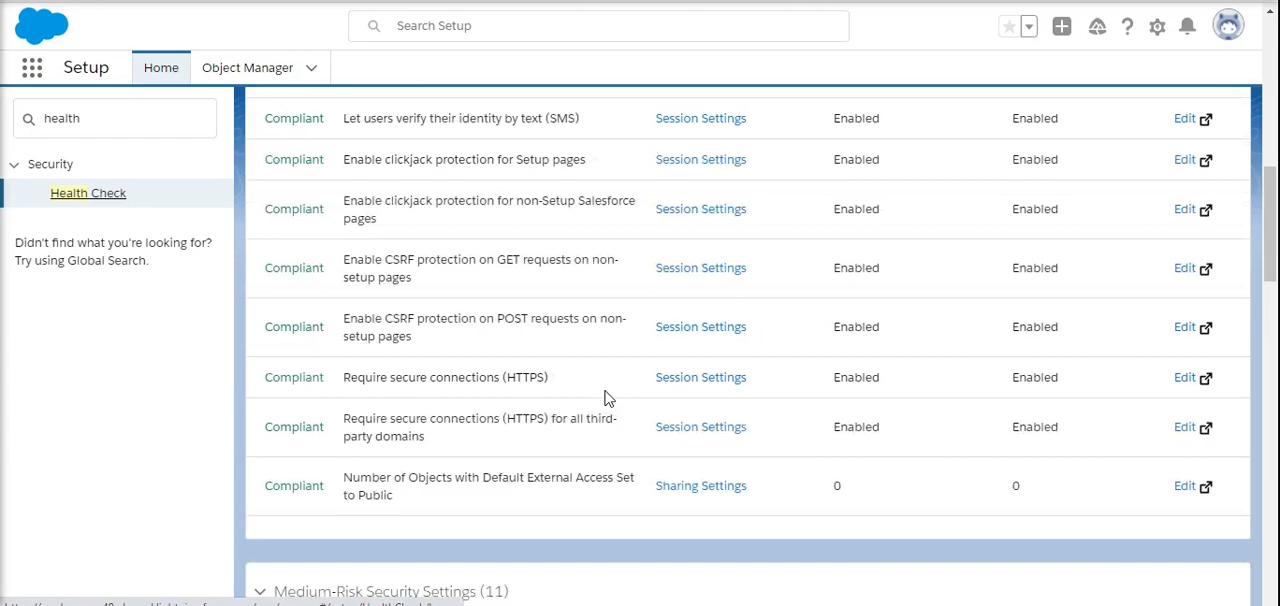 Search Setup
Setup
Home
Object Manager
health
Security
Health Check
Didn't find what you're looking for?
Try using Global Search.
Compliant Let users verify their identity by text (SMS) Session Settings Enabled Enabled Edit
Compliant Enable clickjack protection for Setup pages Session Settings Enabled Enabled Edit
Compliant Enable clickjack protection for non-Setup Salesforce
pages Session Settings Enabled Enabled Edit
Compliant Enable CSRF protection on GET requests on non-
setup pages Session Settings Enabled Enabled Edit
Compliant Enable CSRF protection on POST requests on non-
setup pages Session Settings Enabled Enabled Edit
Compliant Require secure connections (HTTPS) Session Settings Enabled Enabled Edit
Compliant Require secure connections (HTTPS) for all third-
party domains Session Settings Enabled Enabled Edit
Compliant Number of Objects with Default External Access Set
to Public Sharing Settings 0 0 Edit
Medium-Risk Security Settings (11)